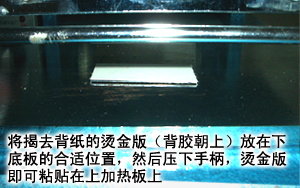 将揭去背纸的烫金版（背胶朝上）放在下
底板的合适位置，然后压下手柄，烫金版
即可粘贴在上加热板上